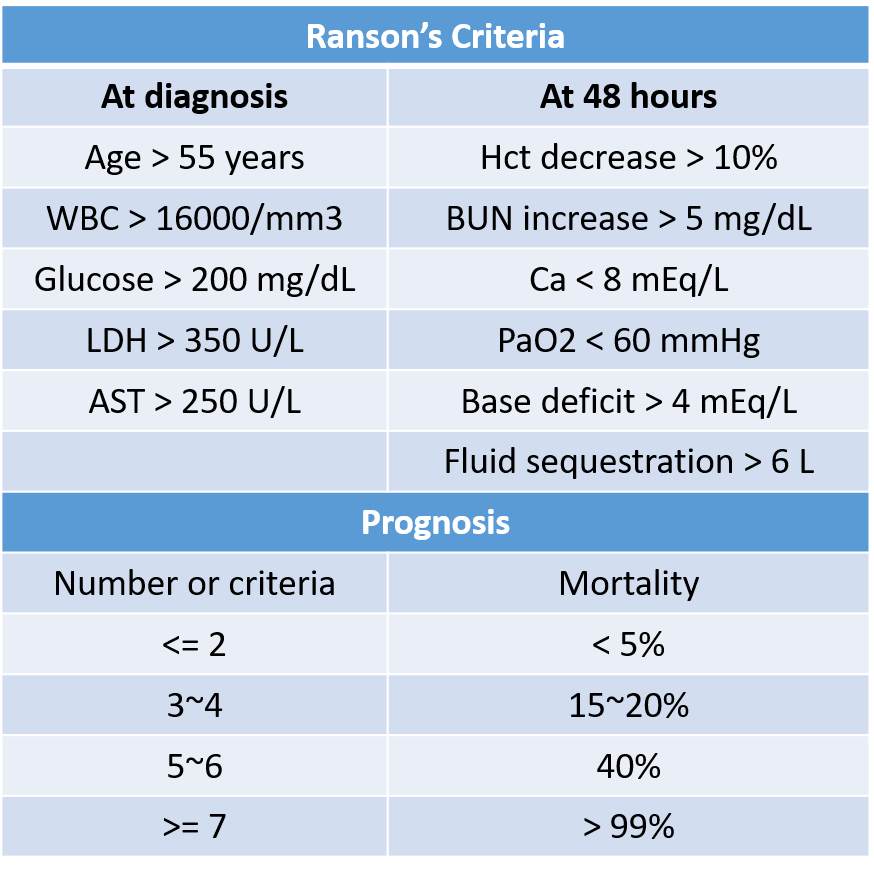 Ranson’s Criteria
At diagnosis At 48 hours
Age > 55 years Hct decrease > 10%
WBC > 16000/mm3 BUN increase > 5 mg/dL
Glucose > 200 mg/dL Ca < 8 mEq/L
LDH > 350 U/L PaO2 < 60 mmHg
AST > 250 U/L Base deficit > 4 mEq/L
Fluid sequestration > 6 L
Prognosis
Number or criteria Mortality
<= 2 < 5%
3~4 15~20%
5~6 40%
>= 7 > 99%